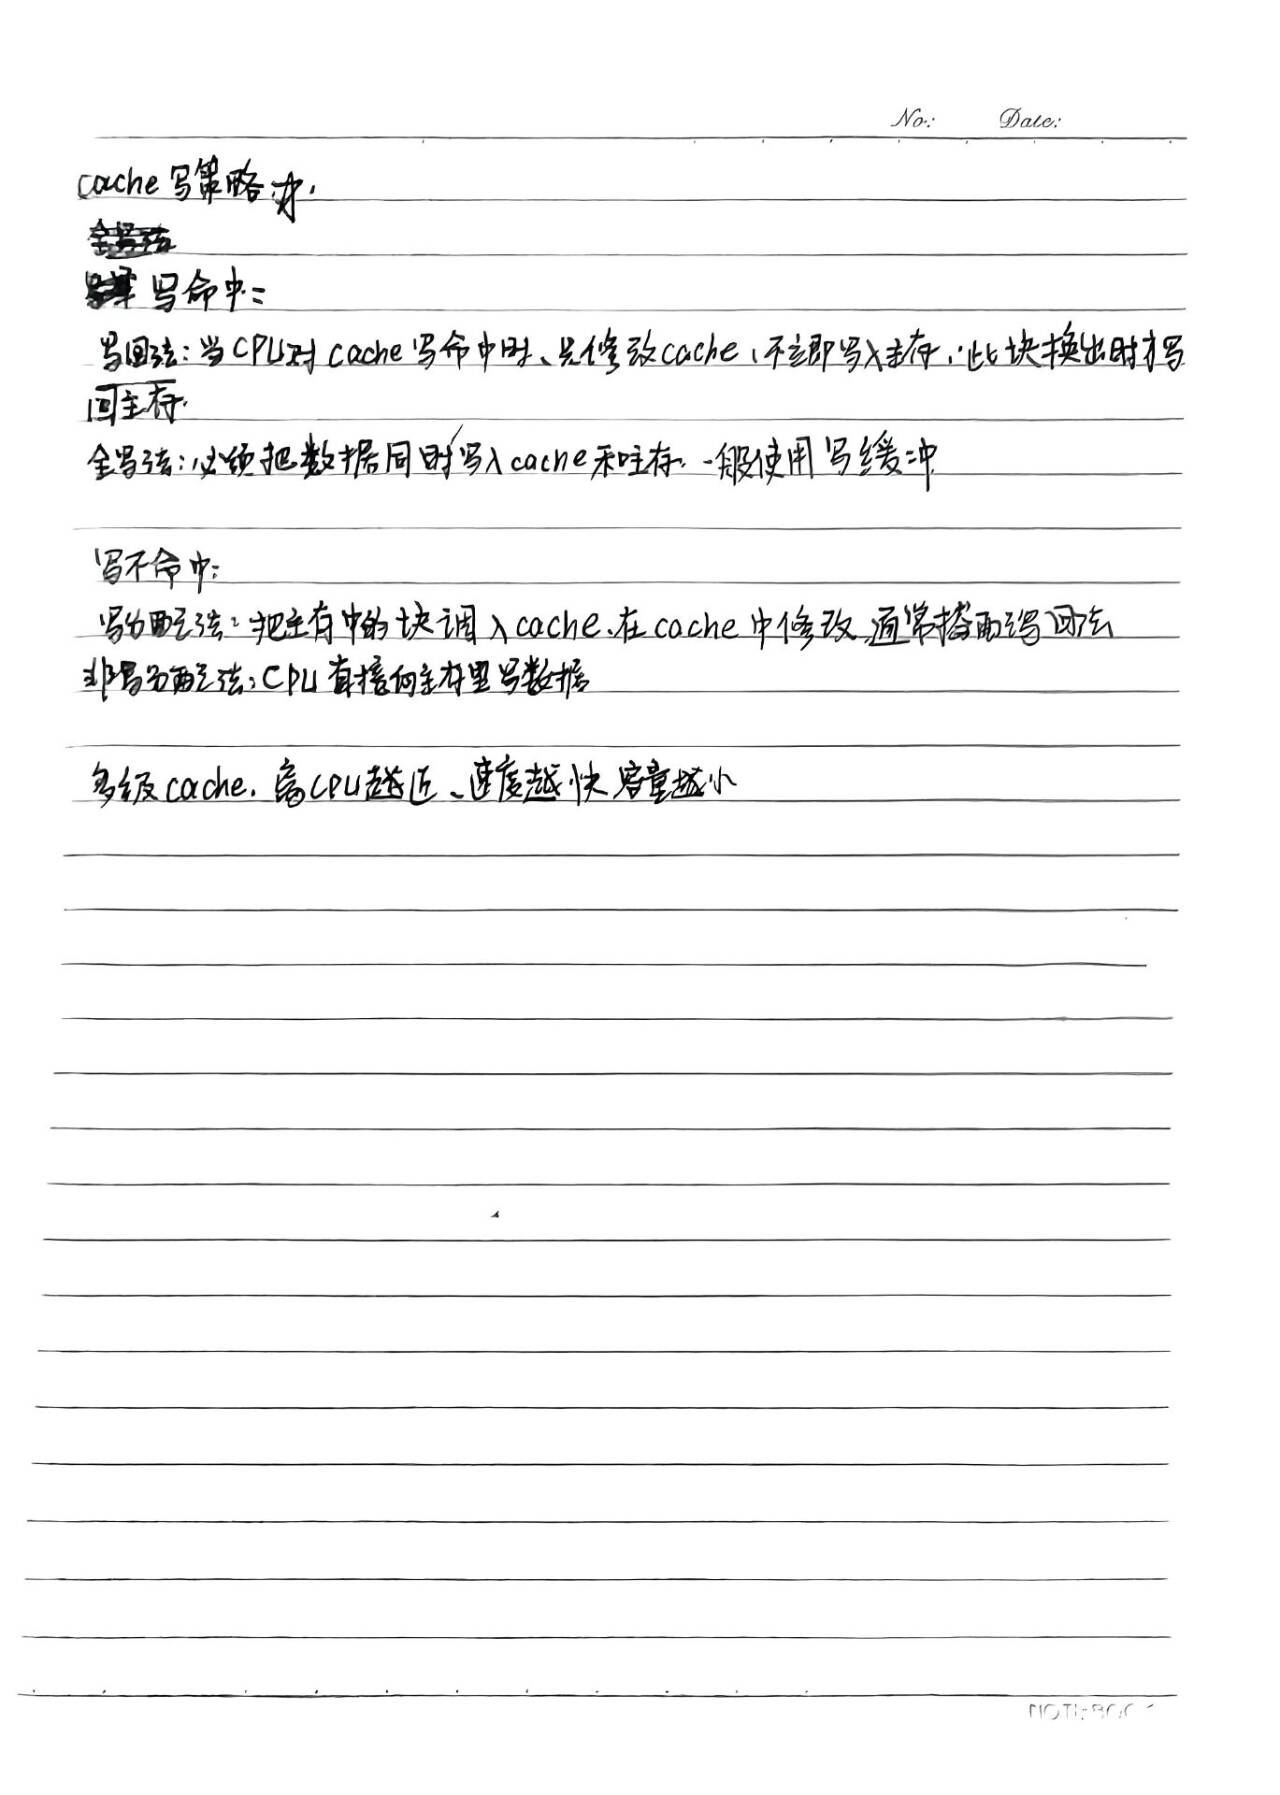 No: Date:
cache写策略
写命中:
写回法:当CPU对cache写命中时、只修改cache,不立即写入主存,此块换出时才写
回主存.
全写法:必须把数据同时写入cache和主存.一般使用写缓冲
写不命中:
写分配法:把主存中的块调入cache、在cache中修改.通常搭配写回法
非写分配法:CPU直接向主存里写数据
多级cache.离CPU越近、速度越快 容量越小